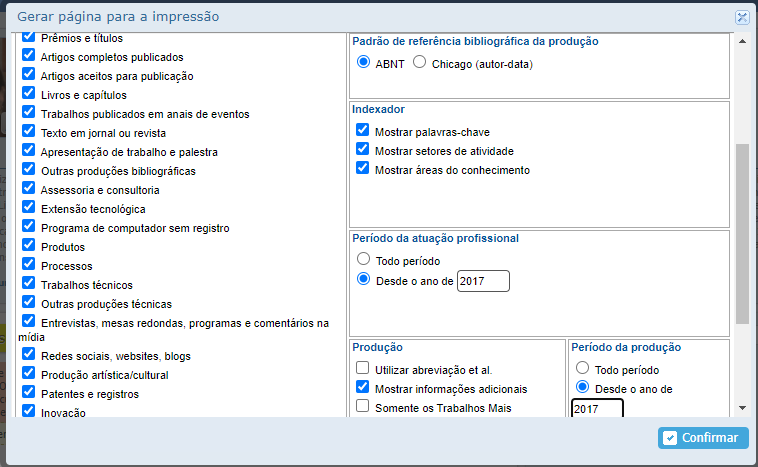 Gerar página para a impressão
Prêmios e títulos
Artigos completos publicados
Artigos aceitos para publicação
Livros e capítulos
Trabalhos publicados em anais de eventos
Texto em jornal ou revista
Apresentação de trabalho e palestra
Outras produções bibliográficas
Assessoria e consultoria
Extensão tecnológica
Programa de computador sem registro
Produtos
Processos
Trabalhos técnicos
Outras produções técnicas
Entrevistas, mesas redondas, programas e comentários na
mídia
Redes sociais, websites, blogs
Produção artística/cultural
Patentes e registros
Inovação
Padrão de referência bibliográfica da produção
ABNT Chicago (autor-data)
Indexador
Mostrar palavras-chave
Mostrar setores de atividade
Mostrar áreas do conhecimento
Período da atuação profissional
Todo período
Desde o ano de 2017
Produção
Utilizar abreviação et al.
Mostrar informações adicionais
Somente os Trabalhos Mais
Período da produção
Todo período
Desde o ano de
2017
Confirmar